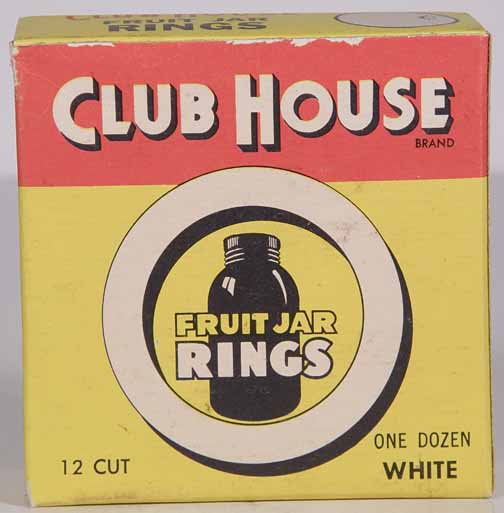 FRUIT JAR
RINGS
CLUB HOUSE
BRAND
FRUIT JAR
RINGS
12 CUT
ONE DOZEN
WHITE